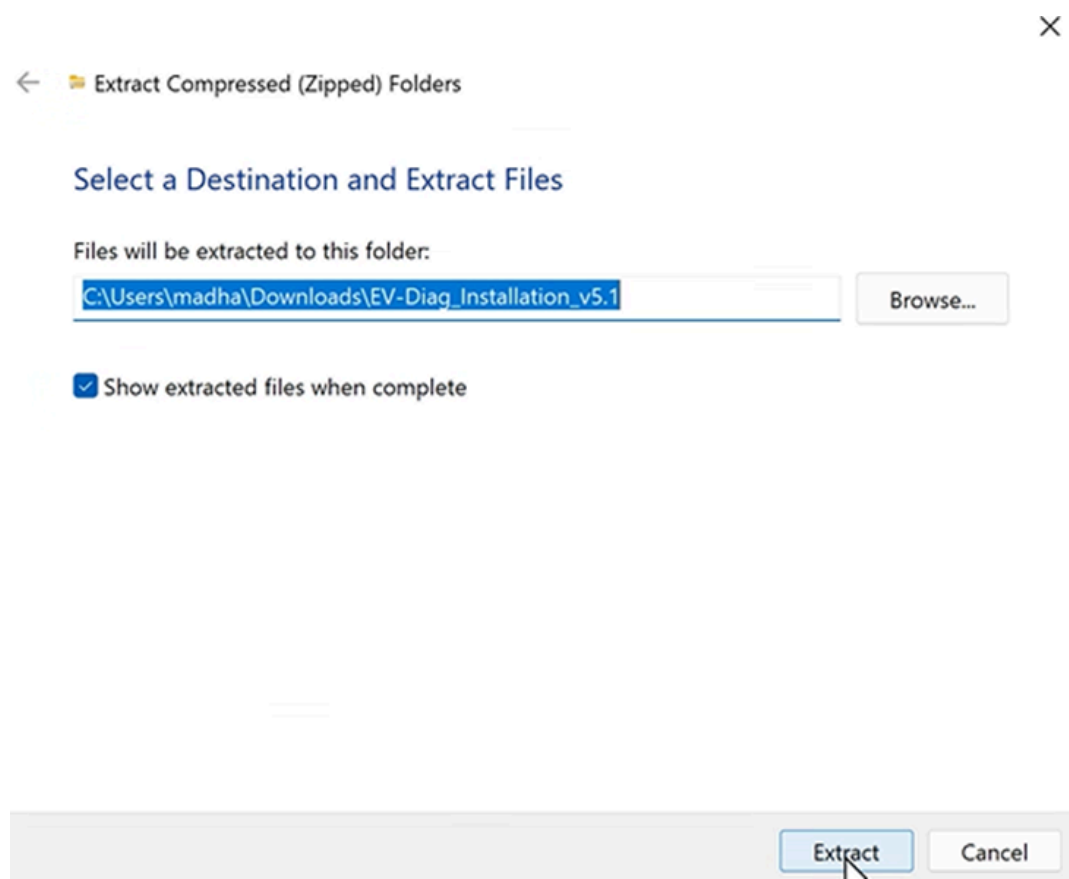 Extract Compressed (Zipped) Folders
Select a Destination and Extract Files
Files will be extracted to this folder:
C:\Users\madha\Downloads\EV-Diag_Installation_v5.1
Browse...
Show extracted files when complete
Extract
Cancel